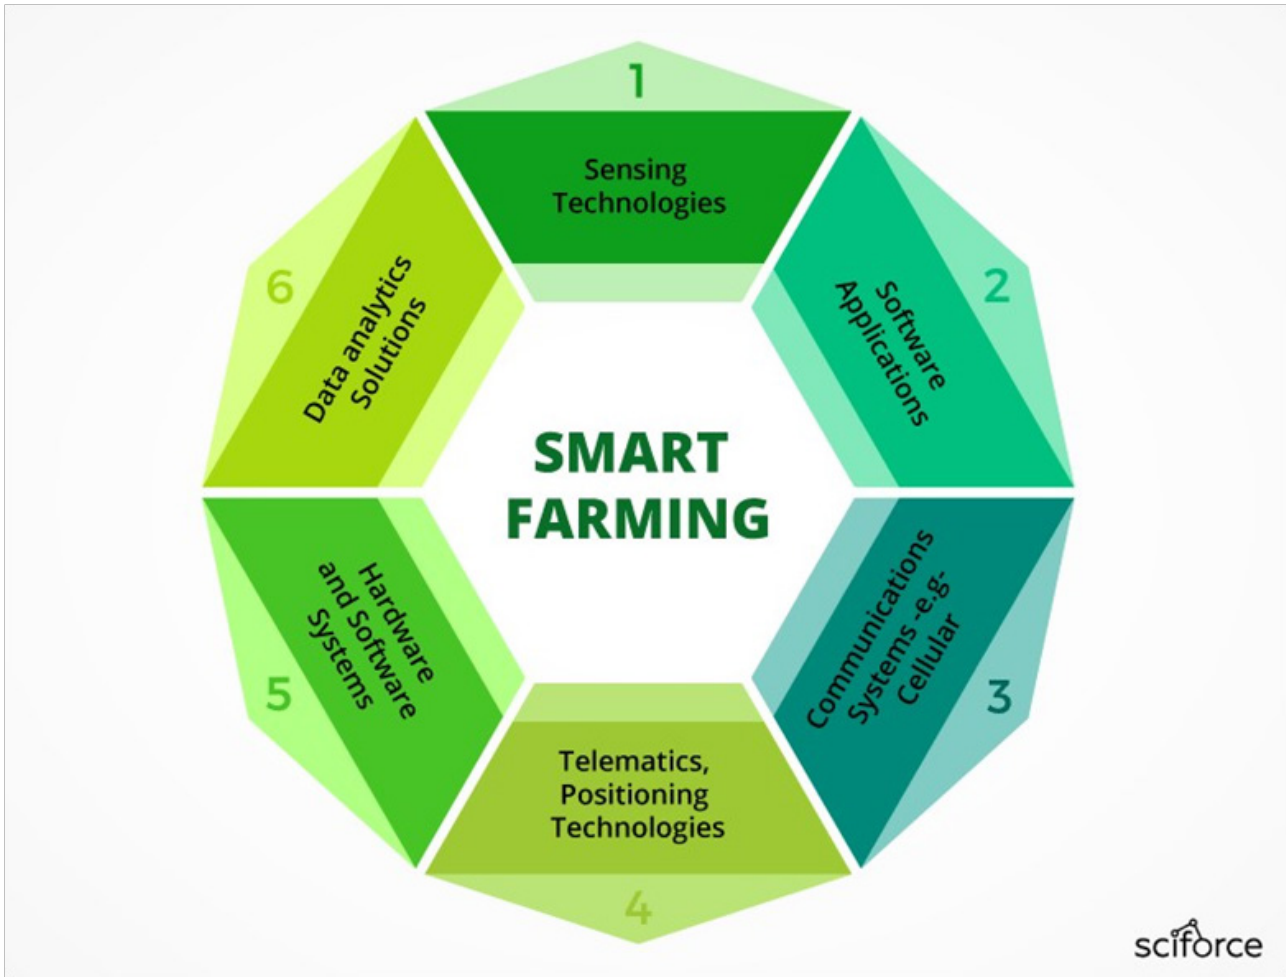 1
Sensing
Technologies
2
Software
Applications
3
Communications
Systems -e.g-
Cellular
4
Telematics,
Positioning
Technologies
5
Hardware
and Software
Systems
6
Data analytics
Solutions
SMART
FARMING
sciforce